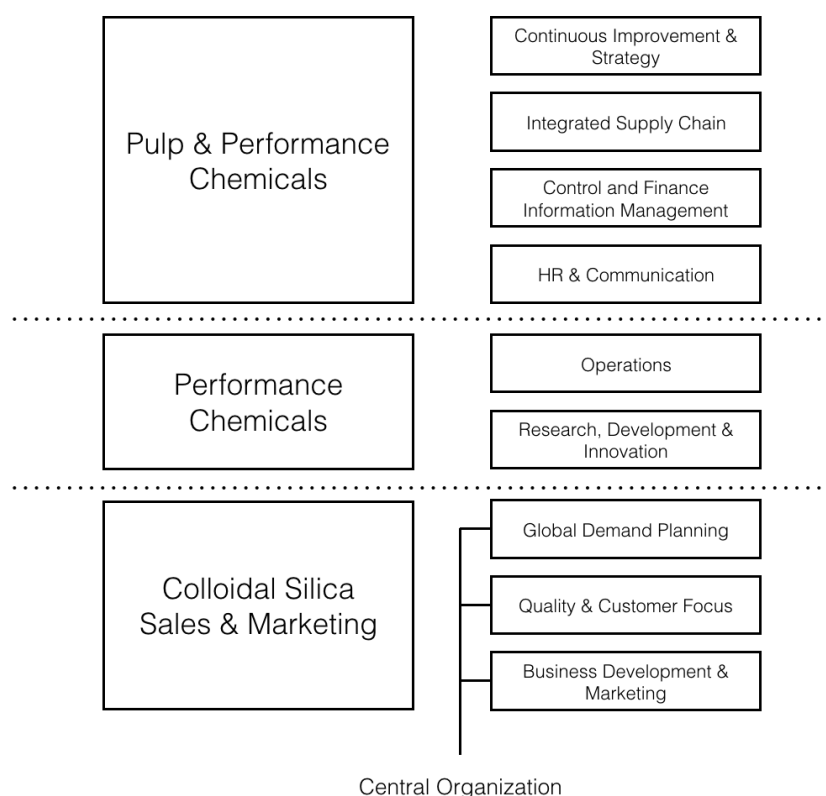 Pulp & Performance
Chemicals
Continuous Improvement &
Strategy
Integrated Supply Chain
Control and Finance
Information Management
HR & Communication
Performance
Chemicals
Operations
Research, Development &
Innovation
Colloidal Silica
Sales & Marketing
Global Demand Planning
Quality & Customer Focus
Business Development &
Marketing
Central Organization